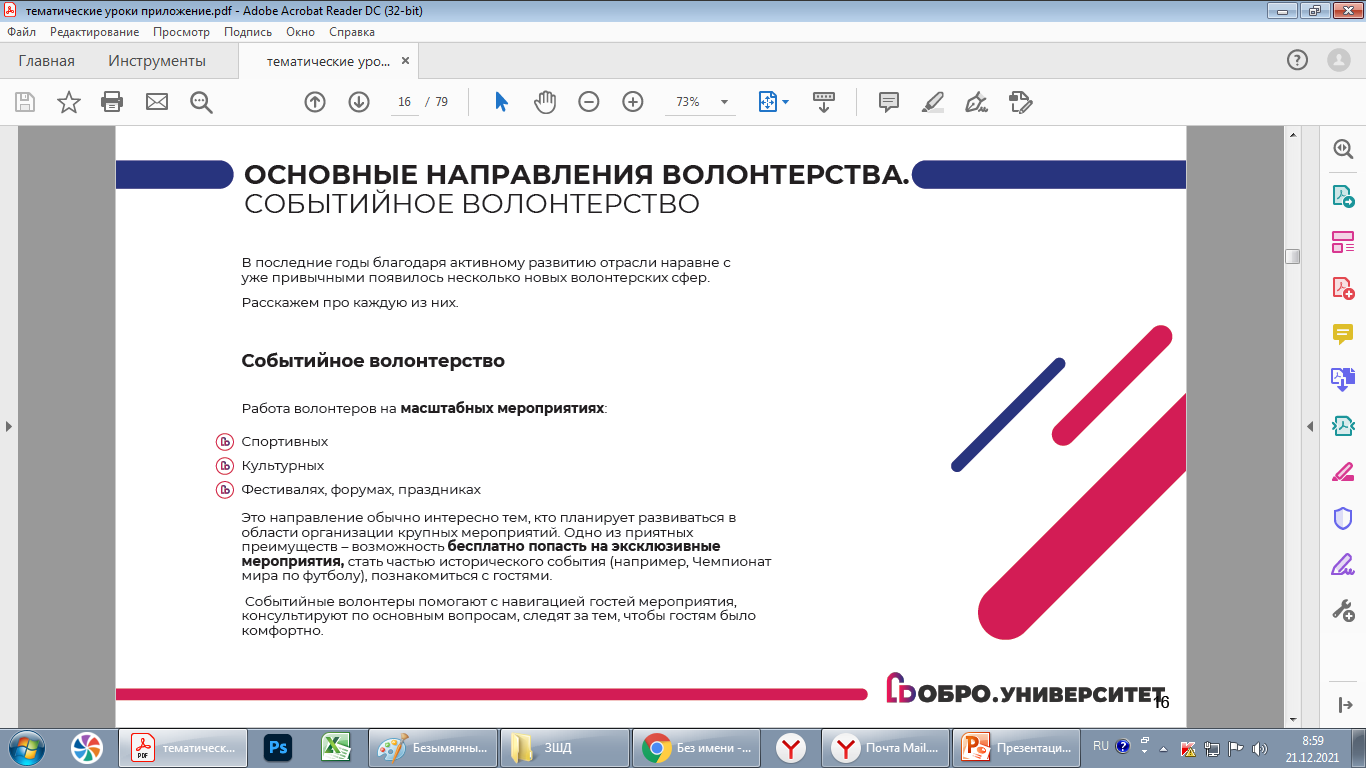 тематические уроки приложение.pdf - Adobe Acrobat Reader DC (32-bit)
Файл Редактирование Просмотр Подпись Окно Справка
Главная Инструменты тематические уро... ×
16 / 79 73%
ОСНОВНЫЕ НАПРАВЛЕНИЯ ВОЛОНТЕРСТВА.
СОБЫТИЙНОЕ ВОЛОНТЕРСТВО
В последние годы благодаря активному развитию отрасли наравне с
уже привычными появилось несколько новых волонтерских сфер.
Расскажем про каждую из них.
Событийное волонтерство
Работа волонтеров на масштабных мероприятиях:
Спортивных
Культурных
Фестивалях, форумах, праздниках
Это направление обычно интересно тем, кто планирует развиваться в
области организации крупных мероприятий. Одно из приятных
преимуществ – возможность бесплатно попасть на эксклюзивные
мероприятия, стать частью исторического события (например, Чемпионат
мира по футболу), познакомиться с гостями.
Событийные волонтеры помогают с навигацией гостей мероприятия,
консультируют по основным вопросам, следят за тем, чтобы гостям было
комфортно.
ДОБРО.УНИВЕРСИТЕТ
16
тематическ... Ps Безымянны... ЗШД Без имени -... Почта Mail.... Презентаци... RU 8:59
21.12.2021